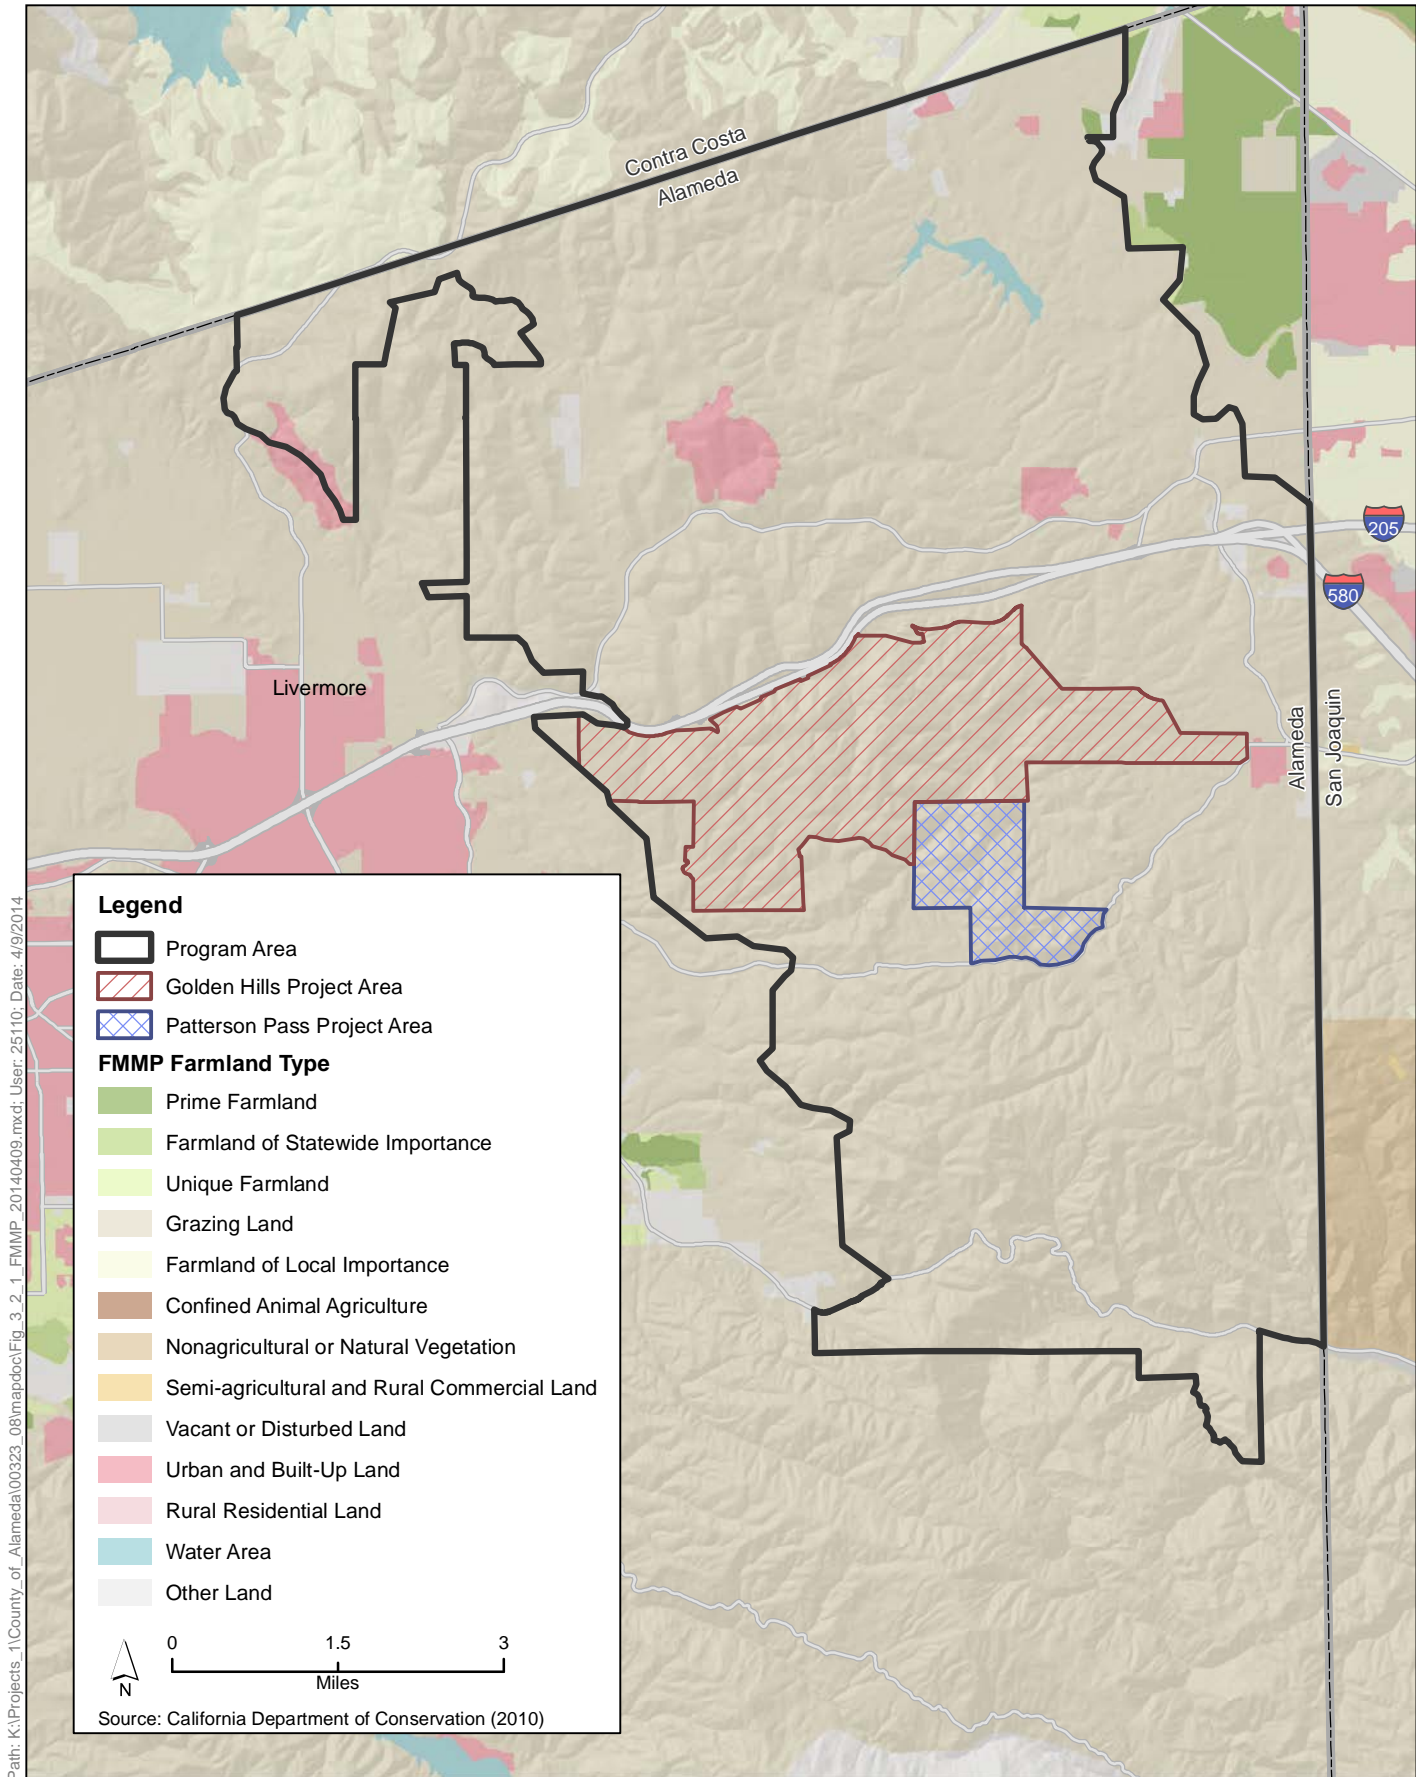 Contra Costa
Alameda
205
580
Livermore
Alameda
San Joaquin
Legend
Program Area
Golden Hills Project Area
Patterson Pass Project Area
FMMP Farmland Type
Prime Farmland
Farmland of Statewide Importance
Unique Farmland
Grazing Land
Farmland of Local Importance
Confined Animal Agriculture
Nonagricultural or Natural Vegetation
Semi-agricultural and Rural Commercial Land
Vacant or Disturbed Land
Urban and Built-Up Land
Rural Residential Land
Water Area
Other Land
0 1.5 3
Miles
N
Source: California Department of Conservation (2010)
Path: K:\Projects_1\County_of_Alameda\00323_08\mapdoc\Fig_3_2_1_FMMP_20140409.mxd; User: 25110; Date: 4/9/2014